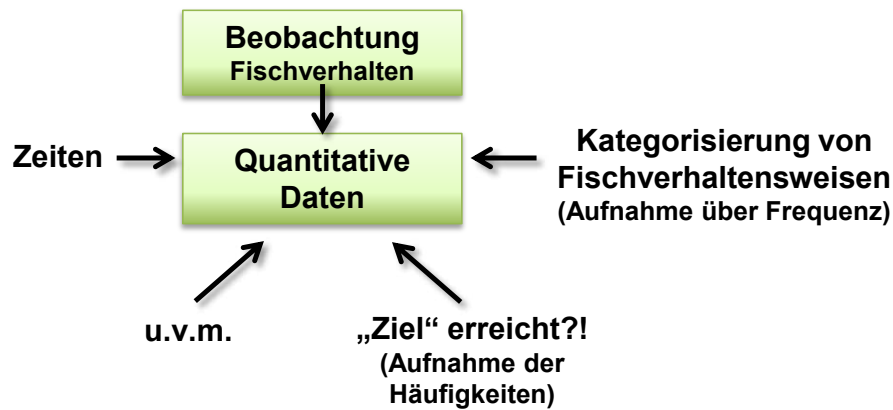 Beobachtung
Fischverhalten
Zeiten
Quantitative
Daten
Kategorisierung von
Fischverhaltensweisen
(Aufnahme über Frequenz)
u.v.m.
„Ziel“ erreicht?!
(Aufnahme der
Häufigkeiten)